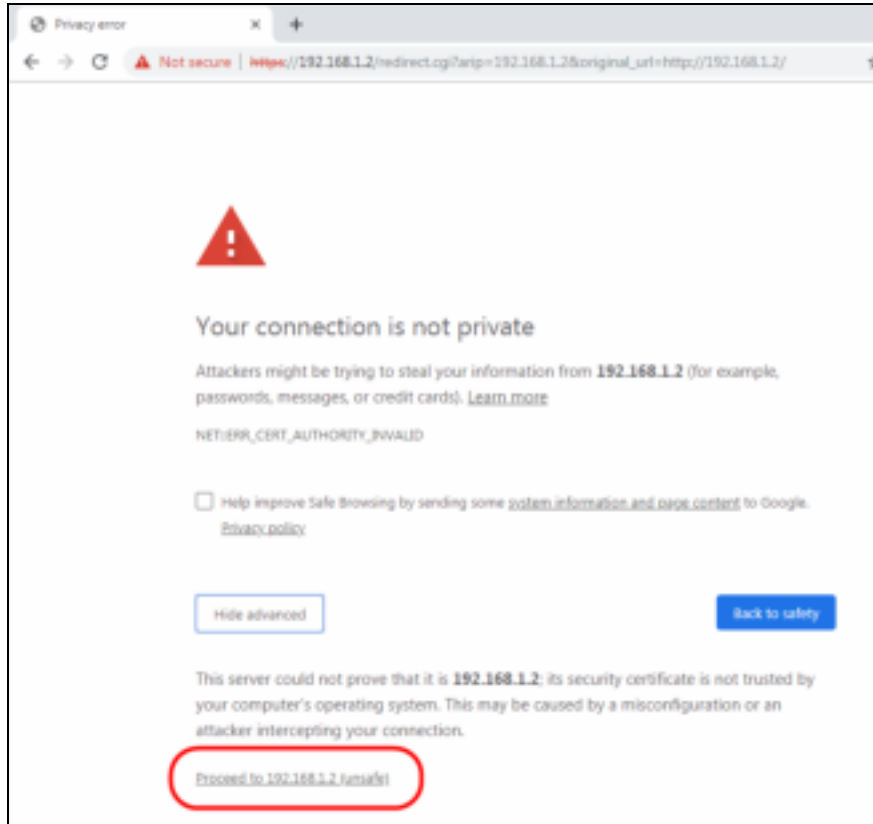 Privacy error
Not secure | https://192.168.1.2/redirect.cgi?arip=192.168.1.2&original_url=http://192.168.1.2/
Your connection is not private
Attackers might be trying to steal your information from 192.168.1.2 (for example,
passwords, messages, or credit cards). Learn more
NET::ERR_CERT_AUTHORITY_INVALID
Help improve Safe Browsing by sending some system information and page content to Google.
Privacy policy
Hide advanced
Back to safety
This server could not prove that it is 192.168.1.2; its security certificate is not trusted by
your computer's operating system. This may be caused by a misconfiguration or an
attacker intercepting your connection.
Proceed to 192.168.1.2 (unsafe)